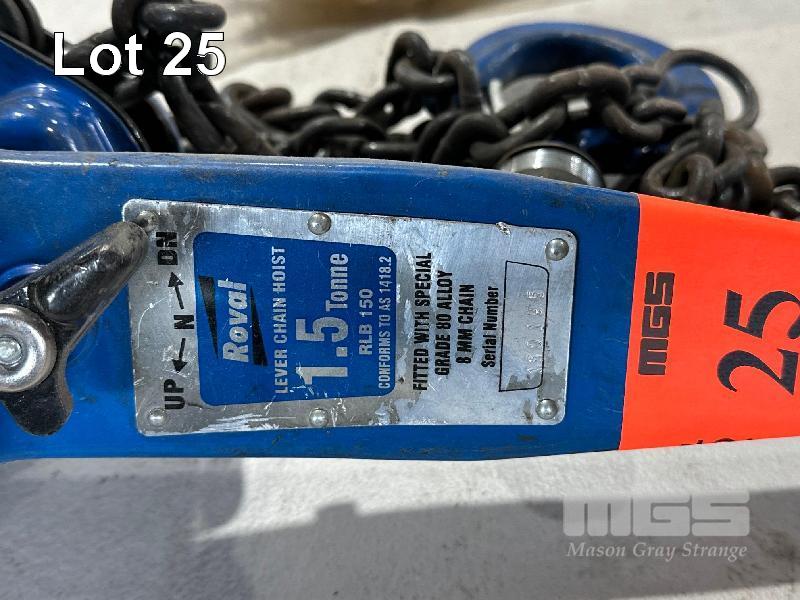 Lot 25
UP ← N → DN
Roval
LEVER CHAIN HOIST
1.5 Tonne
RLB 150
CONFORMS TO AS 1418.2
FITTED WITH SPECIAL
GRADE 80 ALLOY
8 MM CHAIN
Serial Number
MGS
25
MGS
Mason Gray Strange